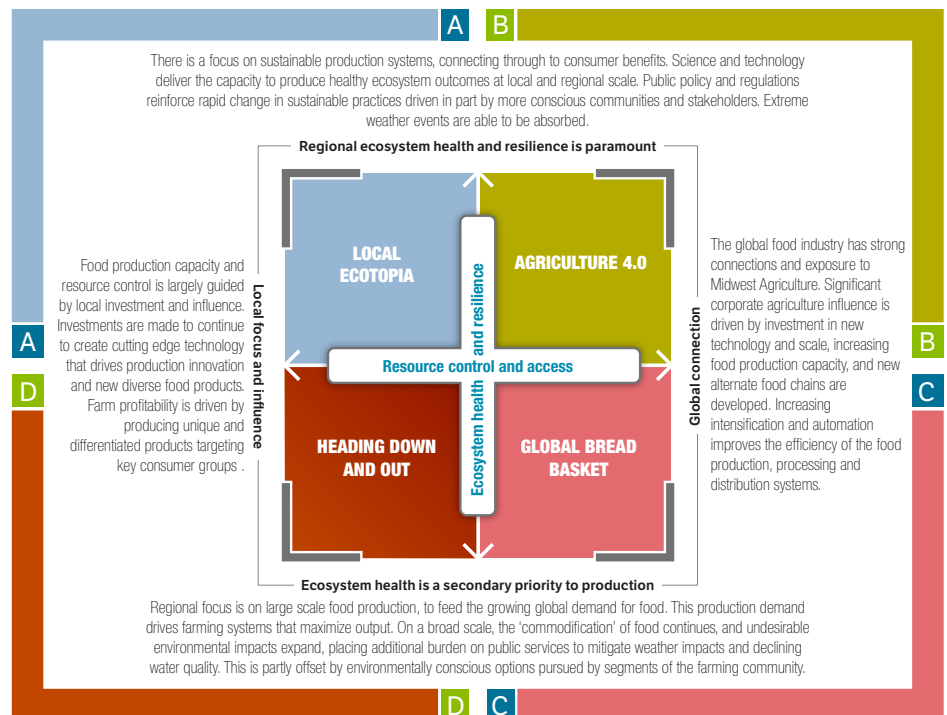 A B
There is a focus on sustainable production systems, connecting through to consumer benefits. Science and technology
deliver the capacity to produce healthy ecosystem outcomes at local and regional scale. Public policy and regulations
reinforce rapid change in sustainable practices driven in part by more conscious communities and stakeholders. Extreme
weather events are able to be absorbed.
Regional ecosystem health and resilience is paramount
Food production capacity and
resource control is largely guided
by local investment and influence.
Investments are made to continue
to create cutting edge technology
that drives production innovation
and new diverse food products.
Farm profitability is driven by
producing unique and
differentiated products targeting
key consumer groups .
A
D
Local focus and influence
LOCAL
ECOTOPIA
AGRICULTURE 4.0
Ecosystem health and resilience
Resource control and access
HEADING DOWN
AND OUT
GLOBAL BREAD
BASKET
Global connection
The global food industry has strong
connections and exposure to
Midwest Agriculture. Significant
corporate agriculture influence is
driven by investment in new
technology and scale, increasing
food production capacity, and new
alternate food chains are
developed. Increasing
intensification and automation
improves the efficiency of the food
production, processing and
distribution systems.
B
C
Ecosystem health is a secondary priority to production
Regional focus is on large scale food production, to feed the growing global demand for food. This production demand
drives farming systems that maximize output. On a broad scale, the ‘commodification’ of food continues, and undesirable
environmental impacts expand, placing additional burden on public services to mitigate weather impacts and declining
water quality. This is partly offset by environmentally conscious options pursued by segments of the farming community.
D C